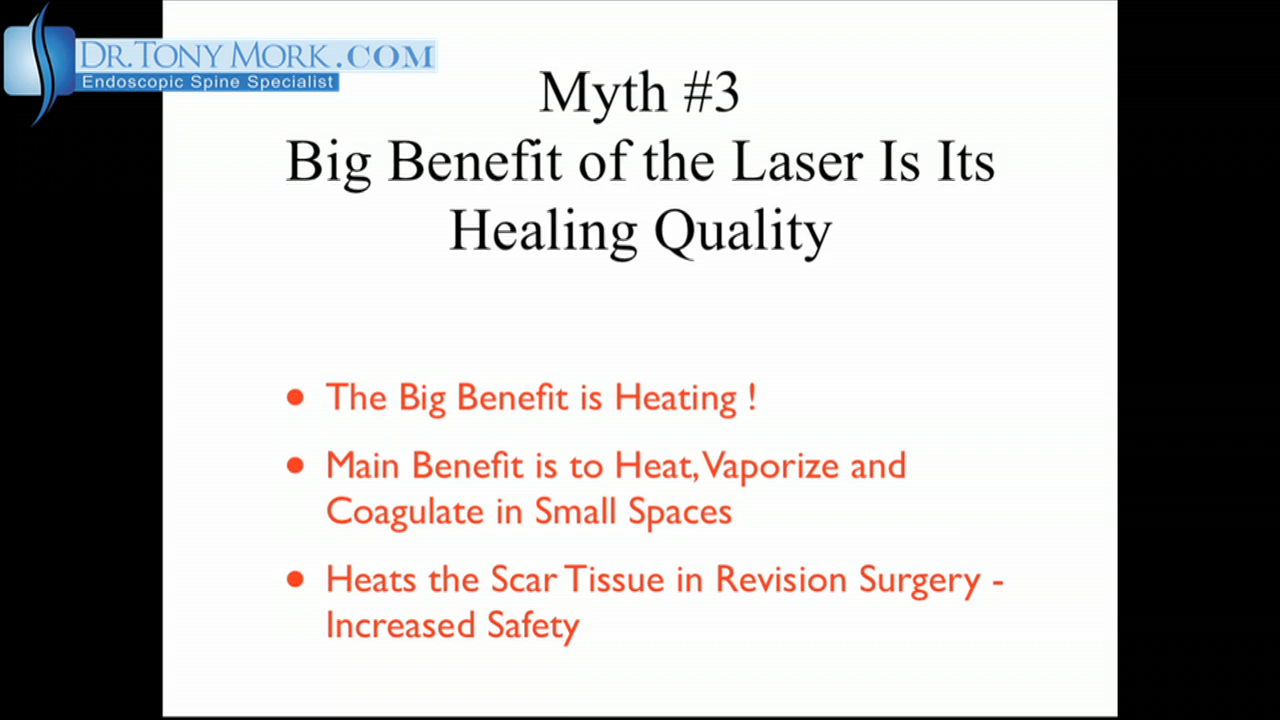 DR.TONY MORK.COM
Endoscopic Spine Specialist
Myth #3
Big Benefit of the Laser Is Its
Healing Quality
• The Big Benefit is Heating !
• Main Benefit is to Heat, Vaporize and
Coagulate in Small Spaces
• Heats the Scar Tissue in Revision Surgery -
Increased Safety